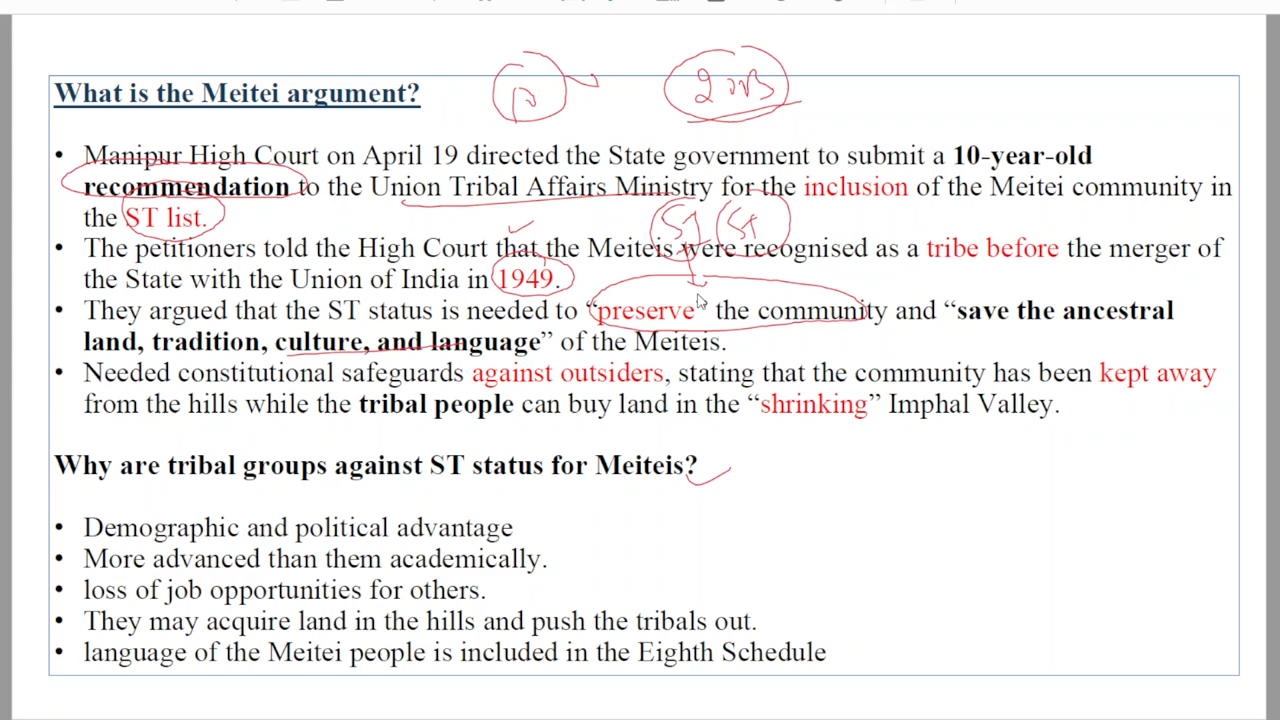 10 2013
What is the Meitei argument?
• Manipur High Court on April 19 directed the State government to submit a 10-year-old
recommendation to the Union Tribal Affairs Ministry for the inclusion of the Meitei community in
the ST list.
ST ST
• The petitioners told the High Court that the Meiteis were recognised as a tribe before the merger of
the State with the Union of India in 1949.
• They argued that the ST status is needed to “preserve” the community and “save the ancestral
land, tradition, culture, and language” of the Meiteis.
• Needed constitutional safeguards against outsiders, stating that the community has been kept away
from the hills while the tribal people can buy land in the “shrinking” Imphal Valley.
Why are tribal groups against ST status for Meiteis?
• Demographic and political advantage
• More advanced than them academically.
• loss of job opportunities for others.
• They may acquire land in the hills and push the tribals out.
• language of the Meitei people is included in the Eighth Schedule